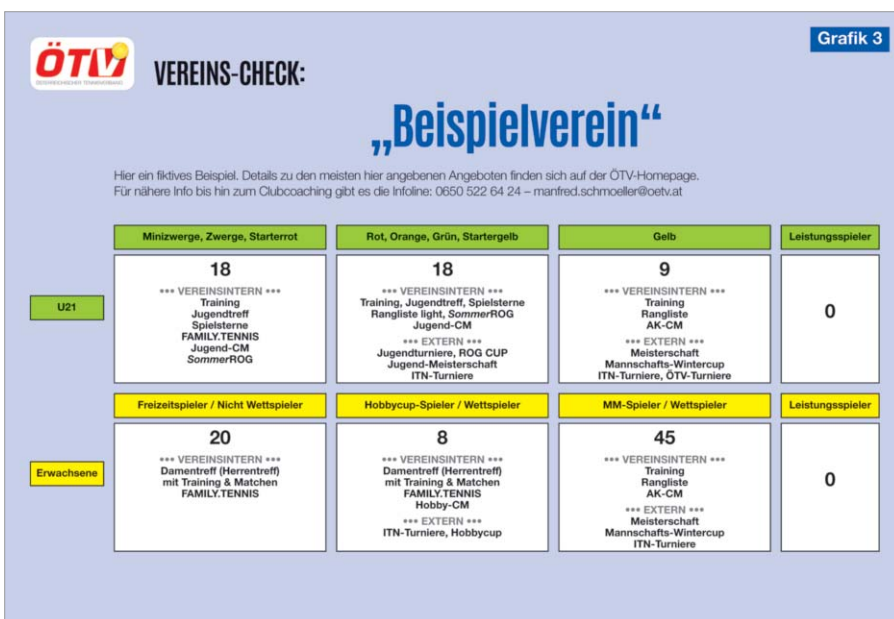 Grafik 3
ÖTV
ÖSTERREICHISCHER TENNISVERBAND
VEREINS-CHECK:
„Beispielverein“
Hier ein fiktives Beispiel. Details zu den meisten hier angebenen Angeboten finden sich auf der ÖTV-Homepage.
Für nähere Info bis hin zum Clubcoaching gibt es die Infoline: 0650 522 64 24 – manfred.schmoeller@oetv.at
Minizwerge, Zwerge, Starterrot
Rot, Orange, Grün, Startergelb
Gelb
Leistungsspieler
U21
18
*** VEREINSINTERN ***
Training
Jugendtreff
Spielsterne
FAMILY.TENNIS
Jugend-CM
SommerROG
18
*** VEREINSINTERN ***
Training, Jugendtreff, Spielsterne
Rangliste light, SommerROG
Jugend-CM
*** EXTERN ***
Jugendturniere, ROG CUP
Jugend-Meisterschaft
ITN-Turniere
9
*** VEREINSINTERN ***
Training
Rangliste
AK-CM
*** EXTERN ***
Meisterschaft
Mannschafts-Wintercup
ITN-Turniere, ÖTV-Turniere
0
Freizeitspieler / Nicht Wettspieler
Hobbycup-Spieler / Wettspieler
MM-Spieler / Wettspieler
Leistungsspieler
Erwachsene
20
*** VEREINSINTERN ***
Damentreff (Herrentreff)
mit Training & Matchen
FAMILY.TENNIS
8
*** VEREINSINTERN ***
Damentreff (Herrentreff)
mit Training & Matchen
FAMILY.TENNIS
Hobby-CM
*** EXTERN ***
ITN-Turniere, Hobbycup
45
*** VEREINSINTERN ***
Training
Rangliste
AK-CM
*** EXTERN ***
Meisterschaft
Mannschafts-Wintercup
ITN-Turniere
0